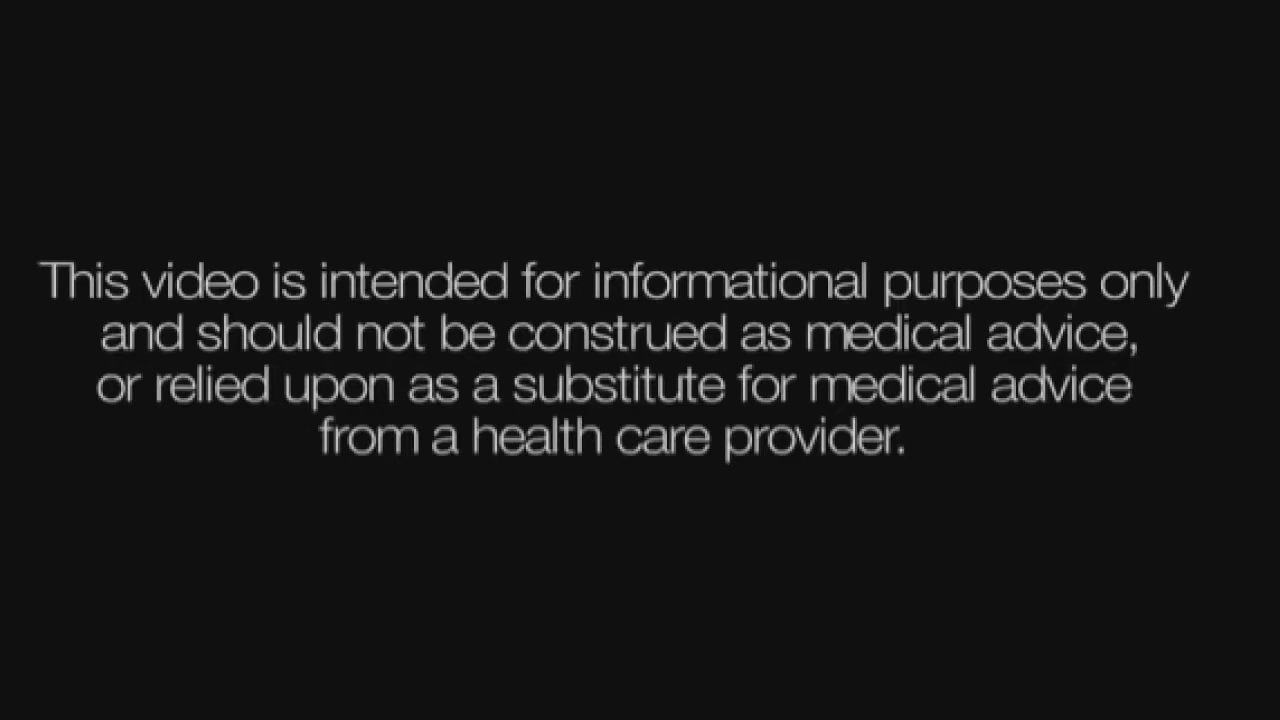 This video is intended for informational purposes only
and should not be construed as medical advice,
or relied upon as a substitute for medical advice
from a health care provider.